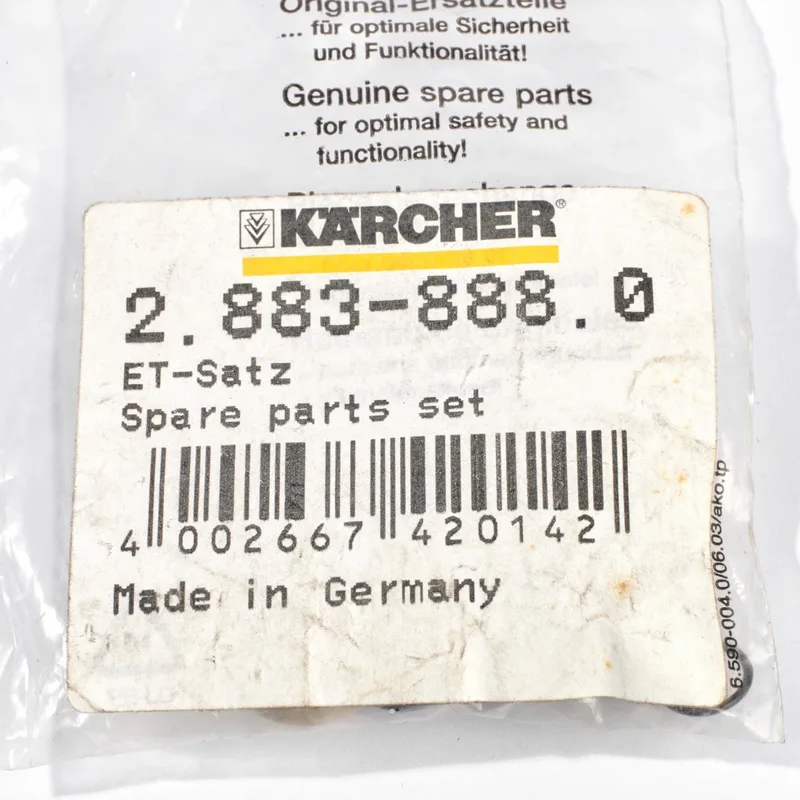 Original-Ersatzteile
... für optimale Sicherheit
und Funktionalität!
Genuine spare parts
... for optimal safety and
functionality!
KÄRCHER®
2.883-888.0
ET-Satz
Spare parts set
4 002667 420142
Made in Germany
6.590-004.0/06.03/ako.tp